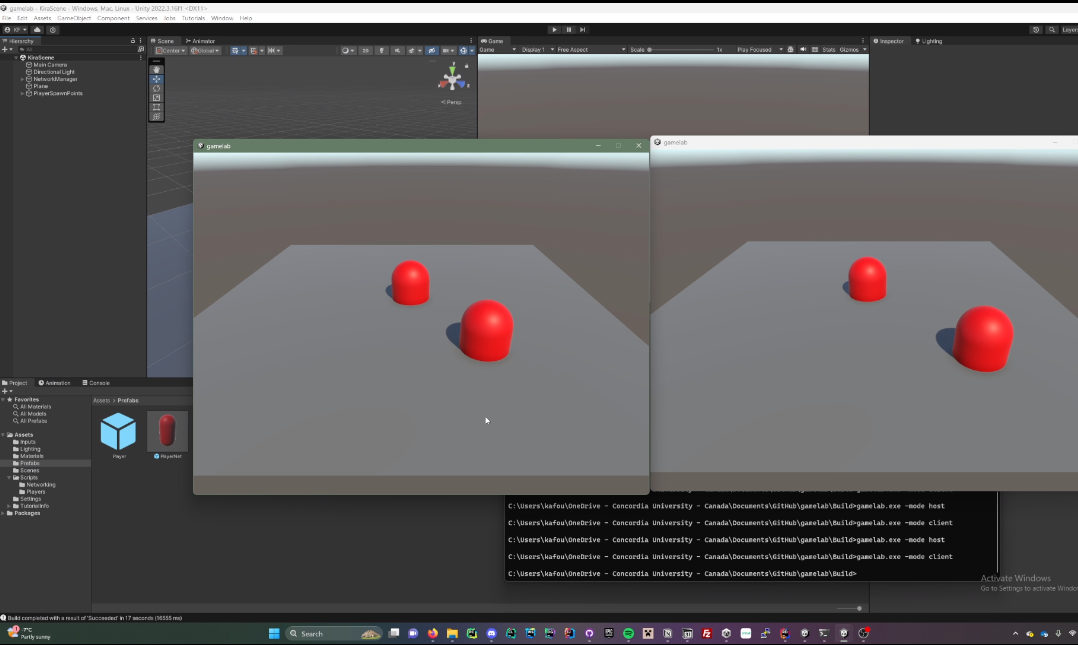 gamelab - KiraScene - Windows, Mac, Linux - Unity 2022.3.16f1 <DX11>
File Edit Assets GameObject Component Services Jobs Tutorials Window Help
KF
Layers
Hierarchy
Scene Animator
Game
Inspector Lighting
Center Global
2D
Game Display 1 Free Aspect Scale 1x Play Focused Stats Gizmos
All
KiraScene
Main Camera
Directional Light
NetworkManager
Plane
PlayerSpawnPoints
y
x
z
Persp
gamelab
gamelab
Project Animation Console
Favorites
All Materials
All Models
All Prefabs
Assets
Inputs
Lighting
Materials
Prefabs
Scenes
Scripts
Networking
Players
Settings
TutorialInfo
Packages
Assets > Prefabs
Player
PlayerNet
C:\Users\kafou\OneDrive - Concordia University - Canada\Documents\GitHub\gamelab\Build>gamelab.exe -mode host
C:\Users\kafou\OneDrive - Concordia University - Canada\Documents\GitHub\gamelab\Build>gamelab.exe -mode client
C:\Users\kafou\OneDrive - Concordia University - Canada\Documents\GitHub\gamelab\Build>gamelab.exe -mode host
C:\Users\kafou\OneDrive - Concordia University - Canada\Documents\GitHub\gamelab\Build>gamelab.exe -mode client
C:\Users\kafou\OneDrive - Concordia University - Canada\Documents\GitHub\gamelab\Build>
Activate Windows
Go to Settings to activate Windows
Build completed with a result of 'Succeeded' in 17 seconds (16555 ms)
Partly sunny
Search